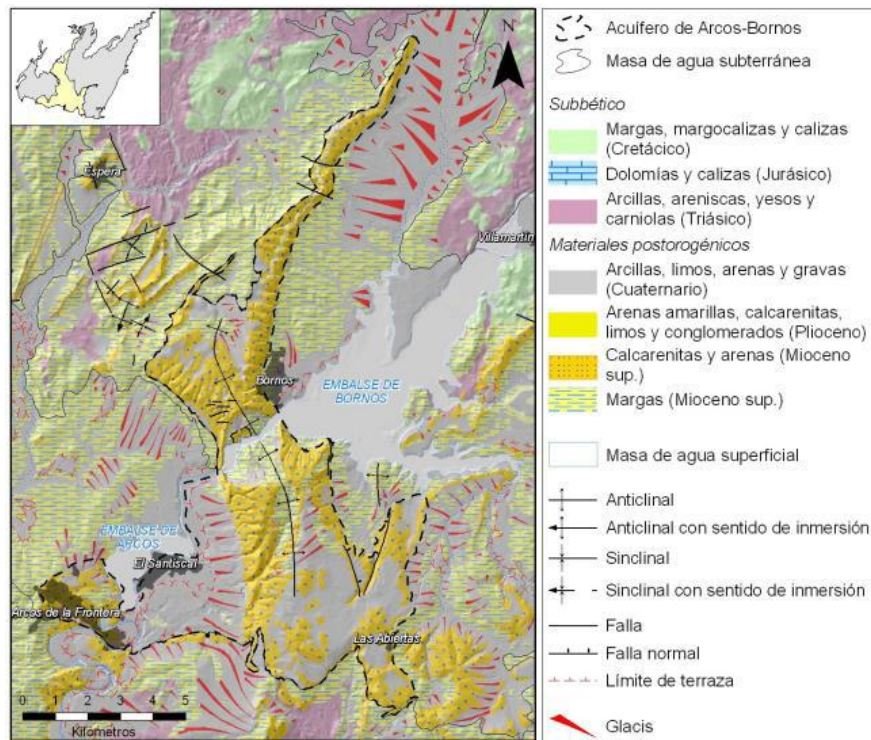 N
Espera
Villamartín
Bornos
EMBALSE DE
BORNOS
EMBALSE DE
ARCOS
El Santiscal
Arcos de la Frontera
Las Abiertas
0 1 2 3 4 5
Kilometros
Acuífero de Arcos-Bornos
Masa de agua subterránea
Subbético
Margas, margocalizas y calizas
(Cretácico)
Dolomías y calizas (Jurásico)
Arcillas, areniscas, yesos y
carniolas (Triásico)
Materiales postorogénicos
Arcillas, limos, arenas y gravas
(Cuaternario)
Arenas amarillas, calcarenitas,
limos y conglomerados (Plioceno)
Calcarenitas y arenas (Mioceno
sup.)
Margas (Mioceno sup.)
Masa de agua superficial
Anticlinal
Anticlinal con sentido de inmersión
Sinclinal
Sinclinal con sentido de inmersión
Falla
Falla normal
Límite de terraza
Glacis